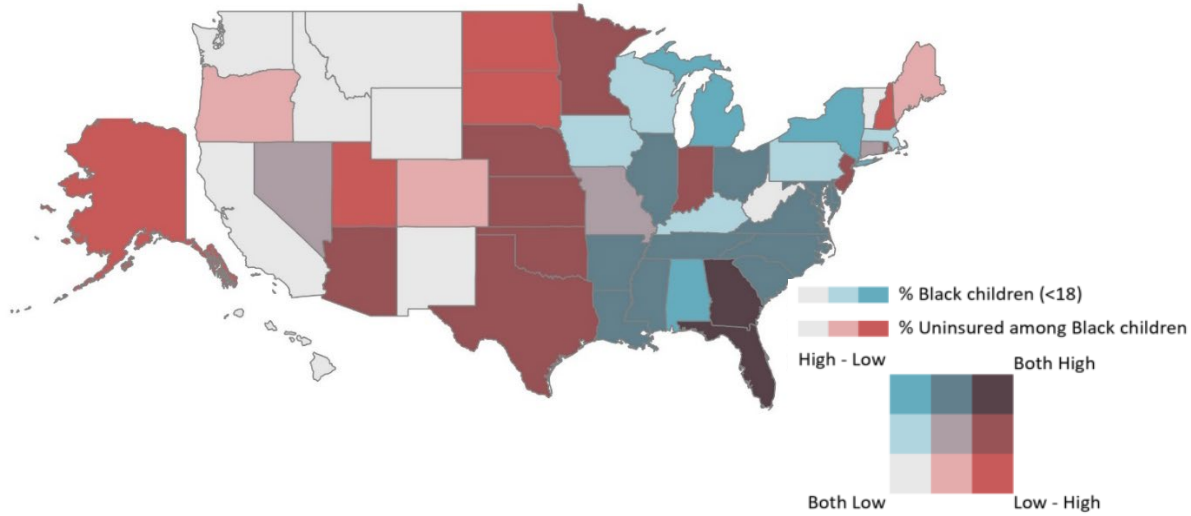 % Black children (<18)
% Uninsured among Black children
High - Low Both High
Both Low Low - High